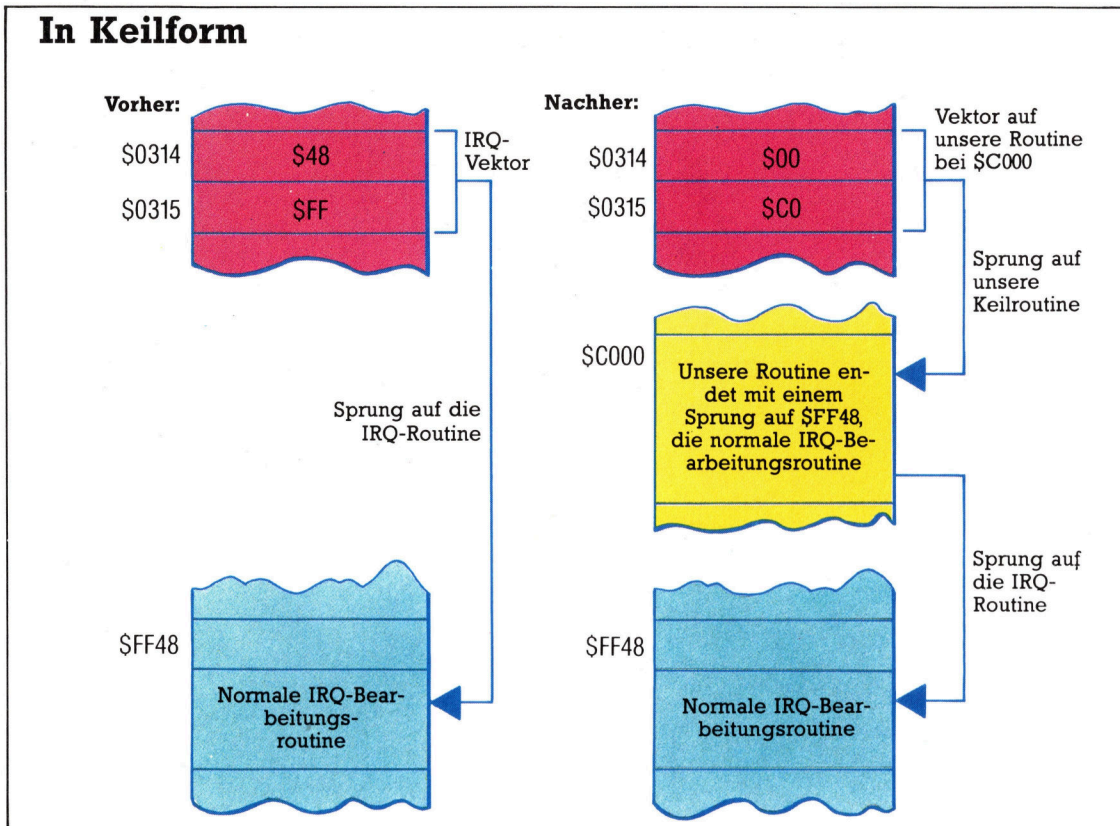 In Keilform
Vorher:
$0314
$48
$0315
$FF
IRQ-
Vektor
Sprung auf die
IRQ-Routine
$FF48
Normale IRQ-Bear-
beitungs-
routine
Nachher:
$0314
$00
$0315
$C0
Vektor auf
unsere Routine
bei $C000
Sprung auf
unsere
Keilroutine
$C000
Unsere Routine en-
det mit einem
Sprung auf $FF48,
die normale IRQ-Be-
arbeitungsroutine
Sprung auf
die IRQ-
Routine
$FF48
Normale IRQ-Bear-
beitungsroutine